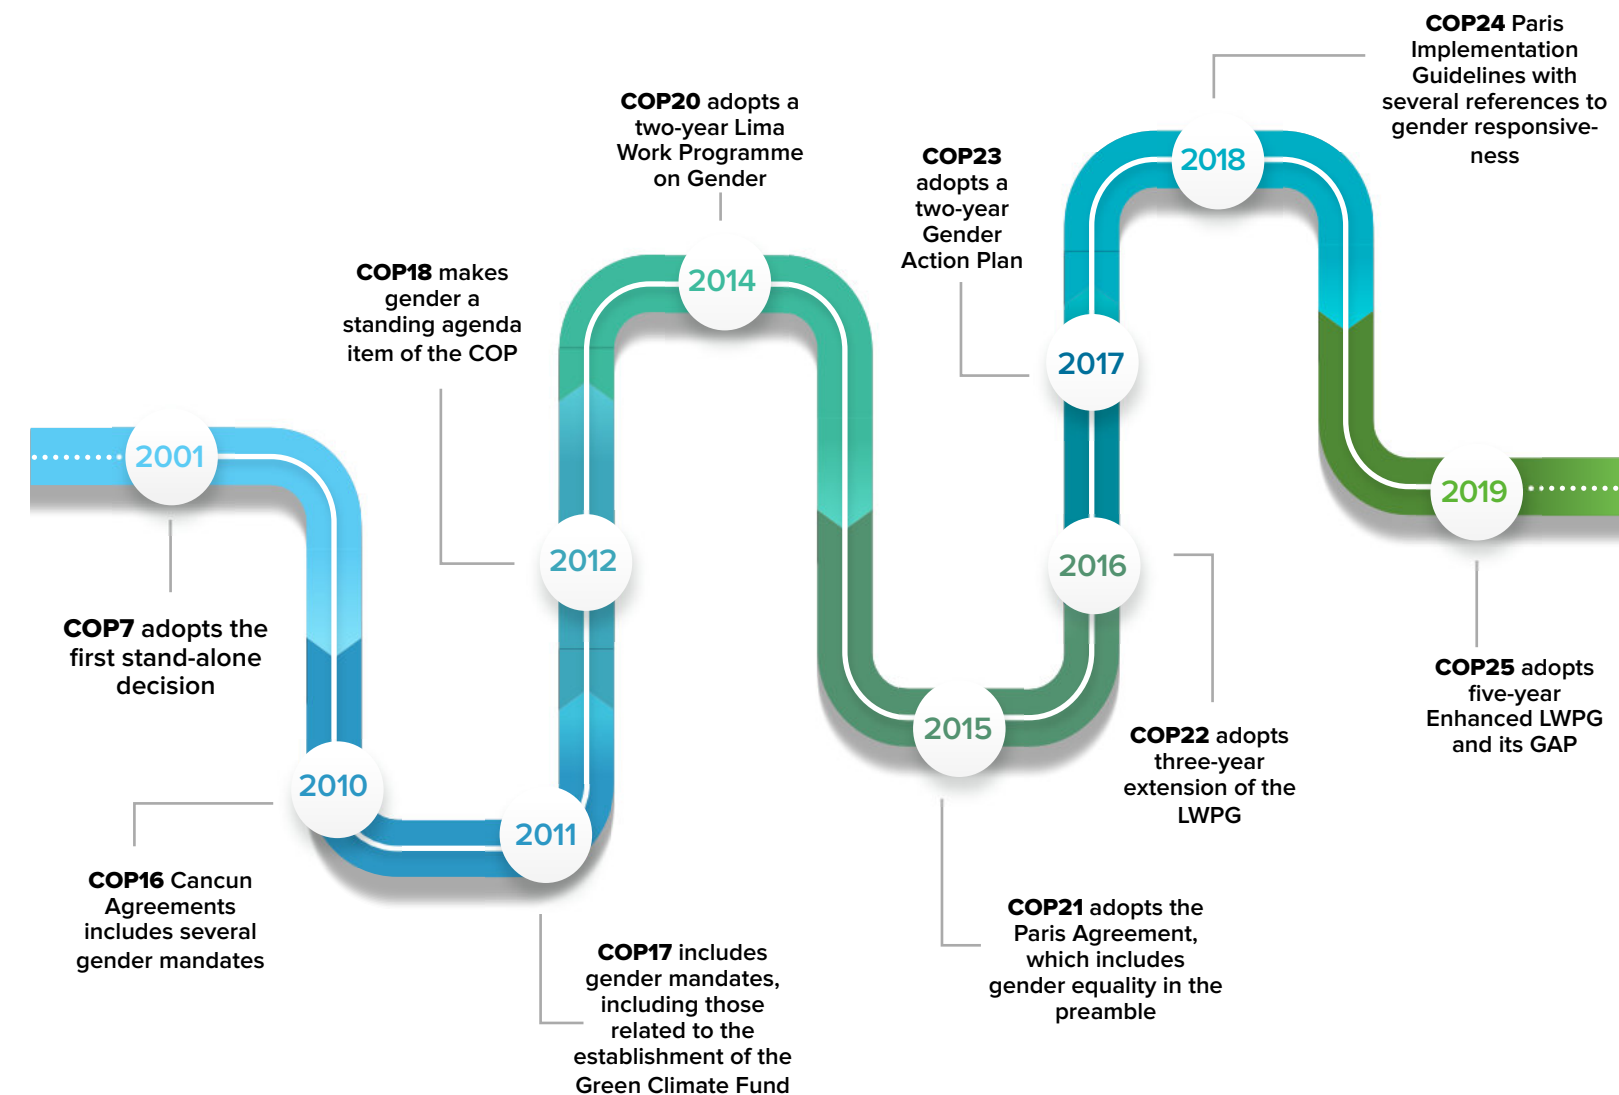 2001
COP7 adopts the
first stand-alone
decision
2010
COP16 Cancun
Agreements
includes several
gender mandates
2011
COP17 includes
gender mandates,
including those
related to the
establishment of the
Green Climate Fund
COP18 makes
gender a
standing agenda
item of the COP
2012
COP20 adopts a
two-year Lima
Work Programme
on Gender
2014
2015
COP21 adopts the
Paris Agreement,
which includes
gender equality in the
preamble
2016
COP22 adopts
three-year
extension of the
LWPG
COP23
adopts a
two-year
Gender
Action Plan
2017
COP24 Paris
Implementation
Guidelines with
several references to
gender responsive-
ness
2018
2019
COP25 adopts
five-year
Enhanced LWPG
and its GAP